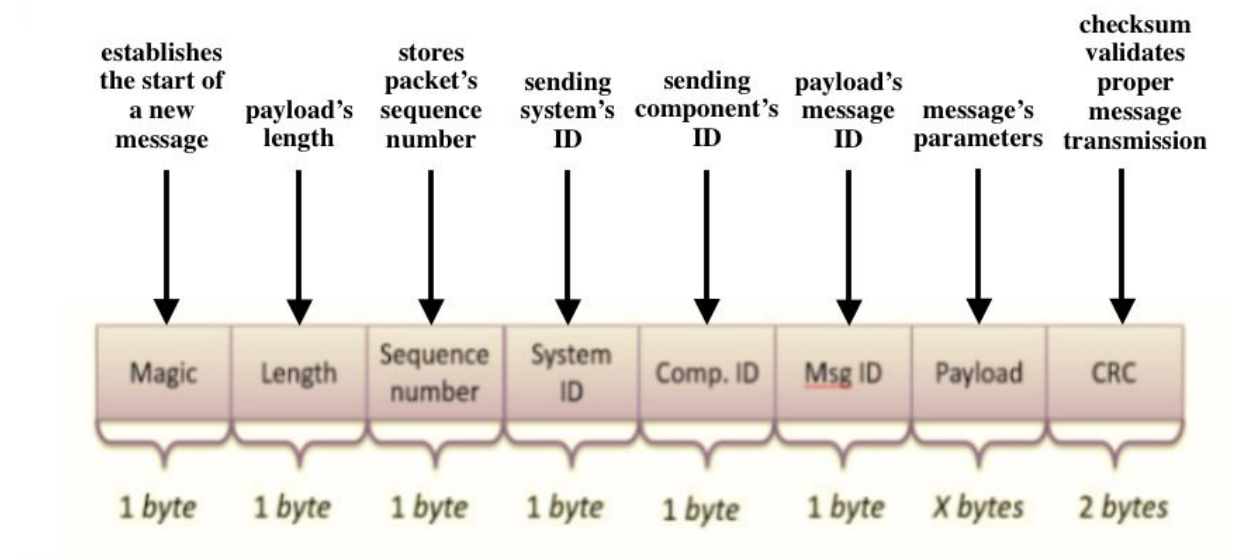 establishes
the start of
a new
message
payload's
length
stores
packet's
sequence
number
sending
system's
ID
sending
component's
ID
payload's
message
ID
message's
parameters
checksum
validates
proper
message
transmission
Magic
Length
Sequence
number
System
ID
Comp. ID
Msg ID
Payload
CRC
1 byte
1 byte
1 byte
1 byte
1 byte
1 byte
X bytes
2 bytes